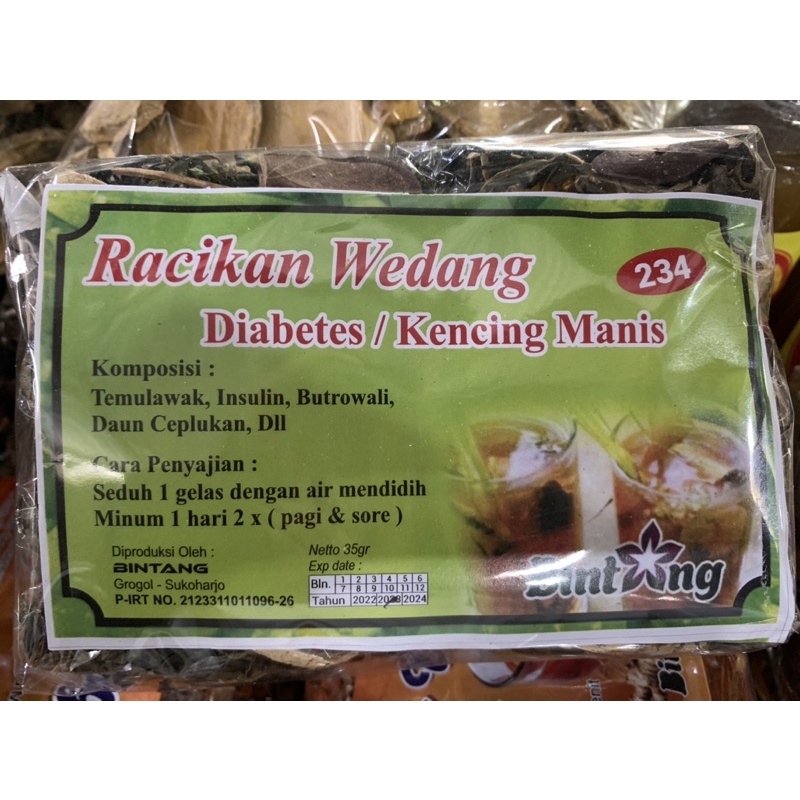 Racikan Wedang
234
Diabetes / Kencing Manis
Komposisi :
Temulawak, Insulin, Butrowali,
Daun Ceplukan, Dll
Cara Penyajian :
Seduh 1 gelas dengan air mendidih
Minum 1 hari 2 x ( pagi & sore )
Diproduksi Oleh :
BINTANG
Grogol - Sukoharjo
P-IRT NO. 2123311011096-26
Netto 35gr
Exp date :
Bln. 1 2 3 4 5 6
7 8 9 10 11 12
Tahun 2022 2023 2024
Bintang